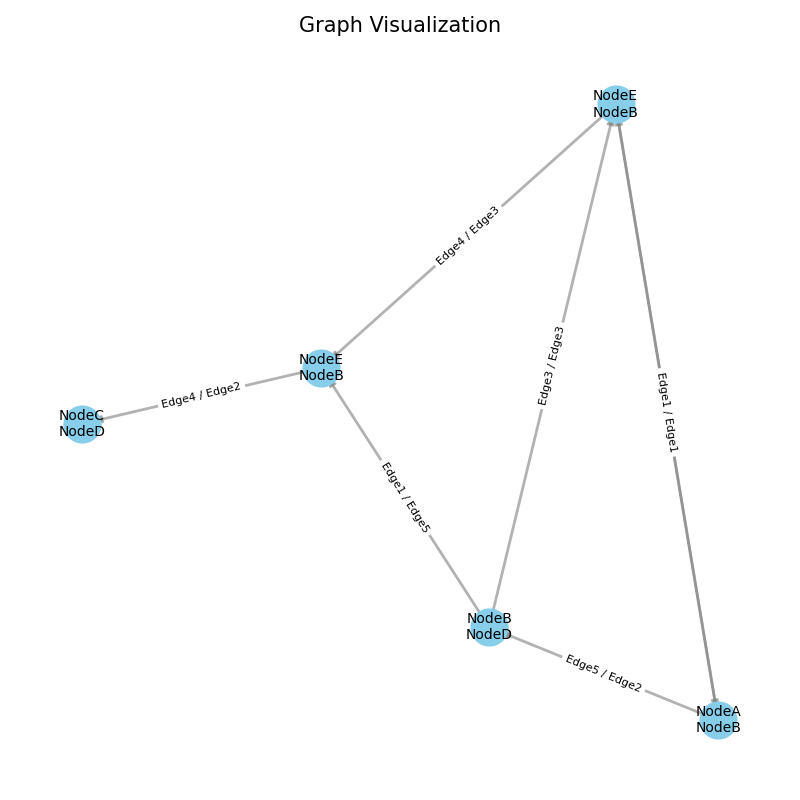 Graph Visualization
NodeE
NodeB
Edge4 / Edge3
Edge3 / Edge3
Edge1 / Edge1
NodeE
NodeB
Edge4 / Edge2
NodeC
NodeD
Edge1 / Edge5
NodeB
NodeD
Edge5 / Edge2
NodeA
NodeB